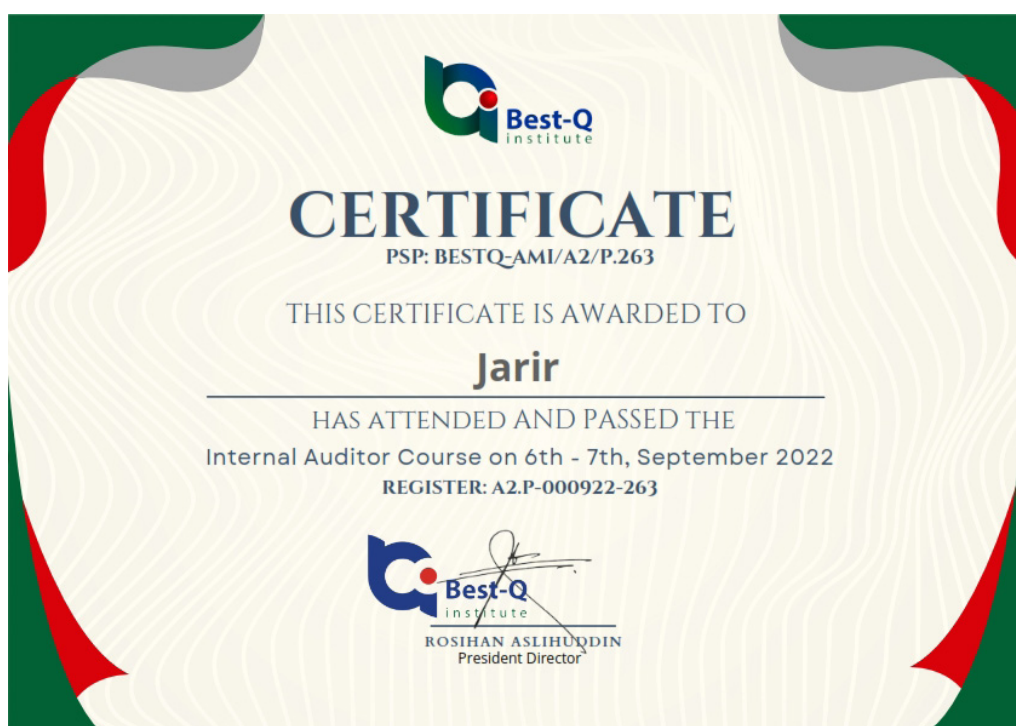 Best-Q
institute
CERTIFICATE
PSP: BESTQ-AMI/A2/P.263
THIS CERTIFICATE IS AWARDED TO
Jarir
HAS ATTENDED AND PASSED THE
Internal Auditor Course on 6th - 7th, September 2022
REGISTER: A2.P-000922-263
Best-Q
institute
ROSIHAN ASLIHUDDIN
President Director